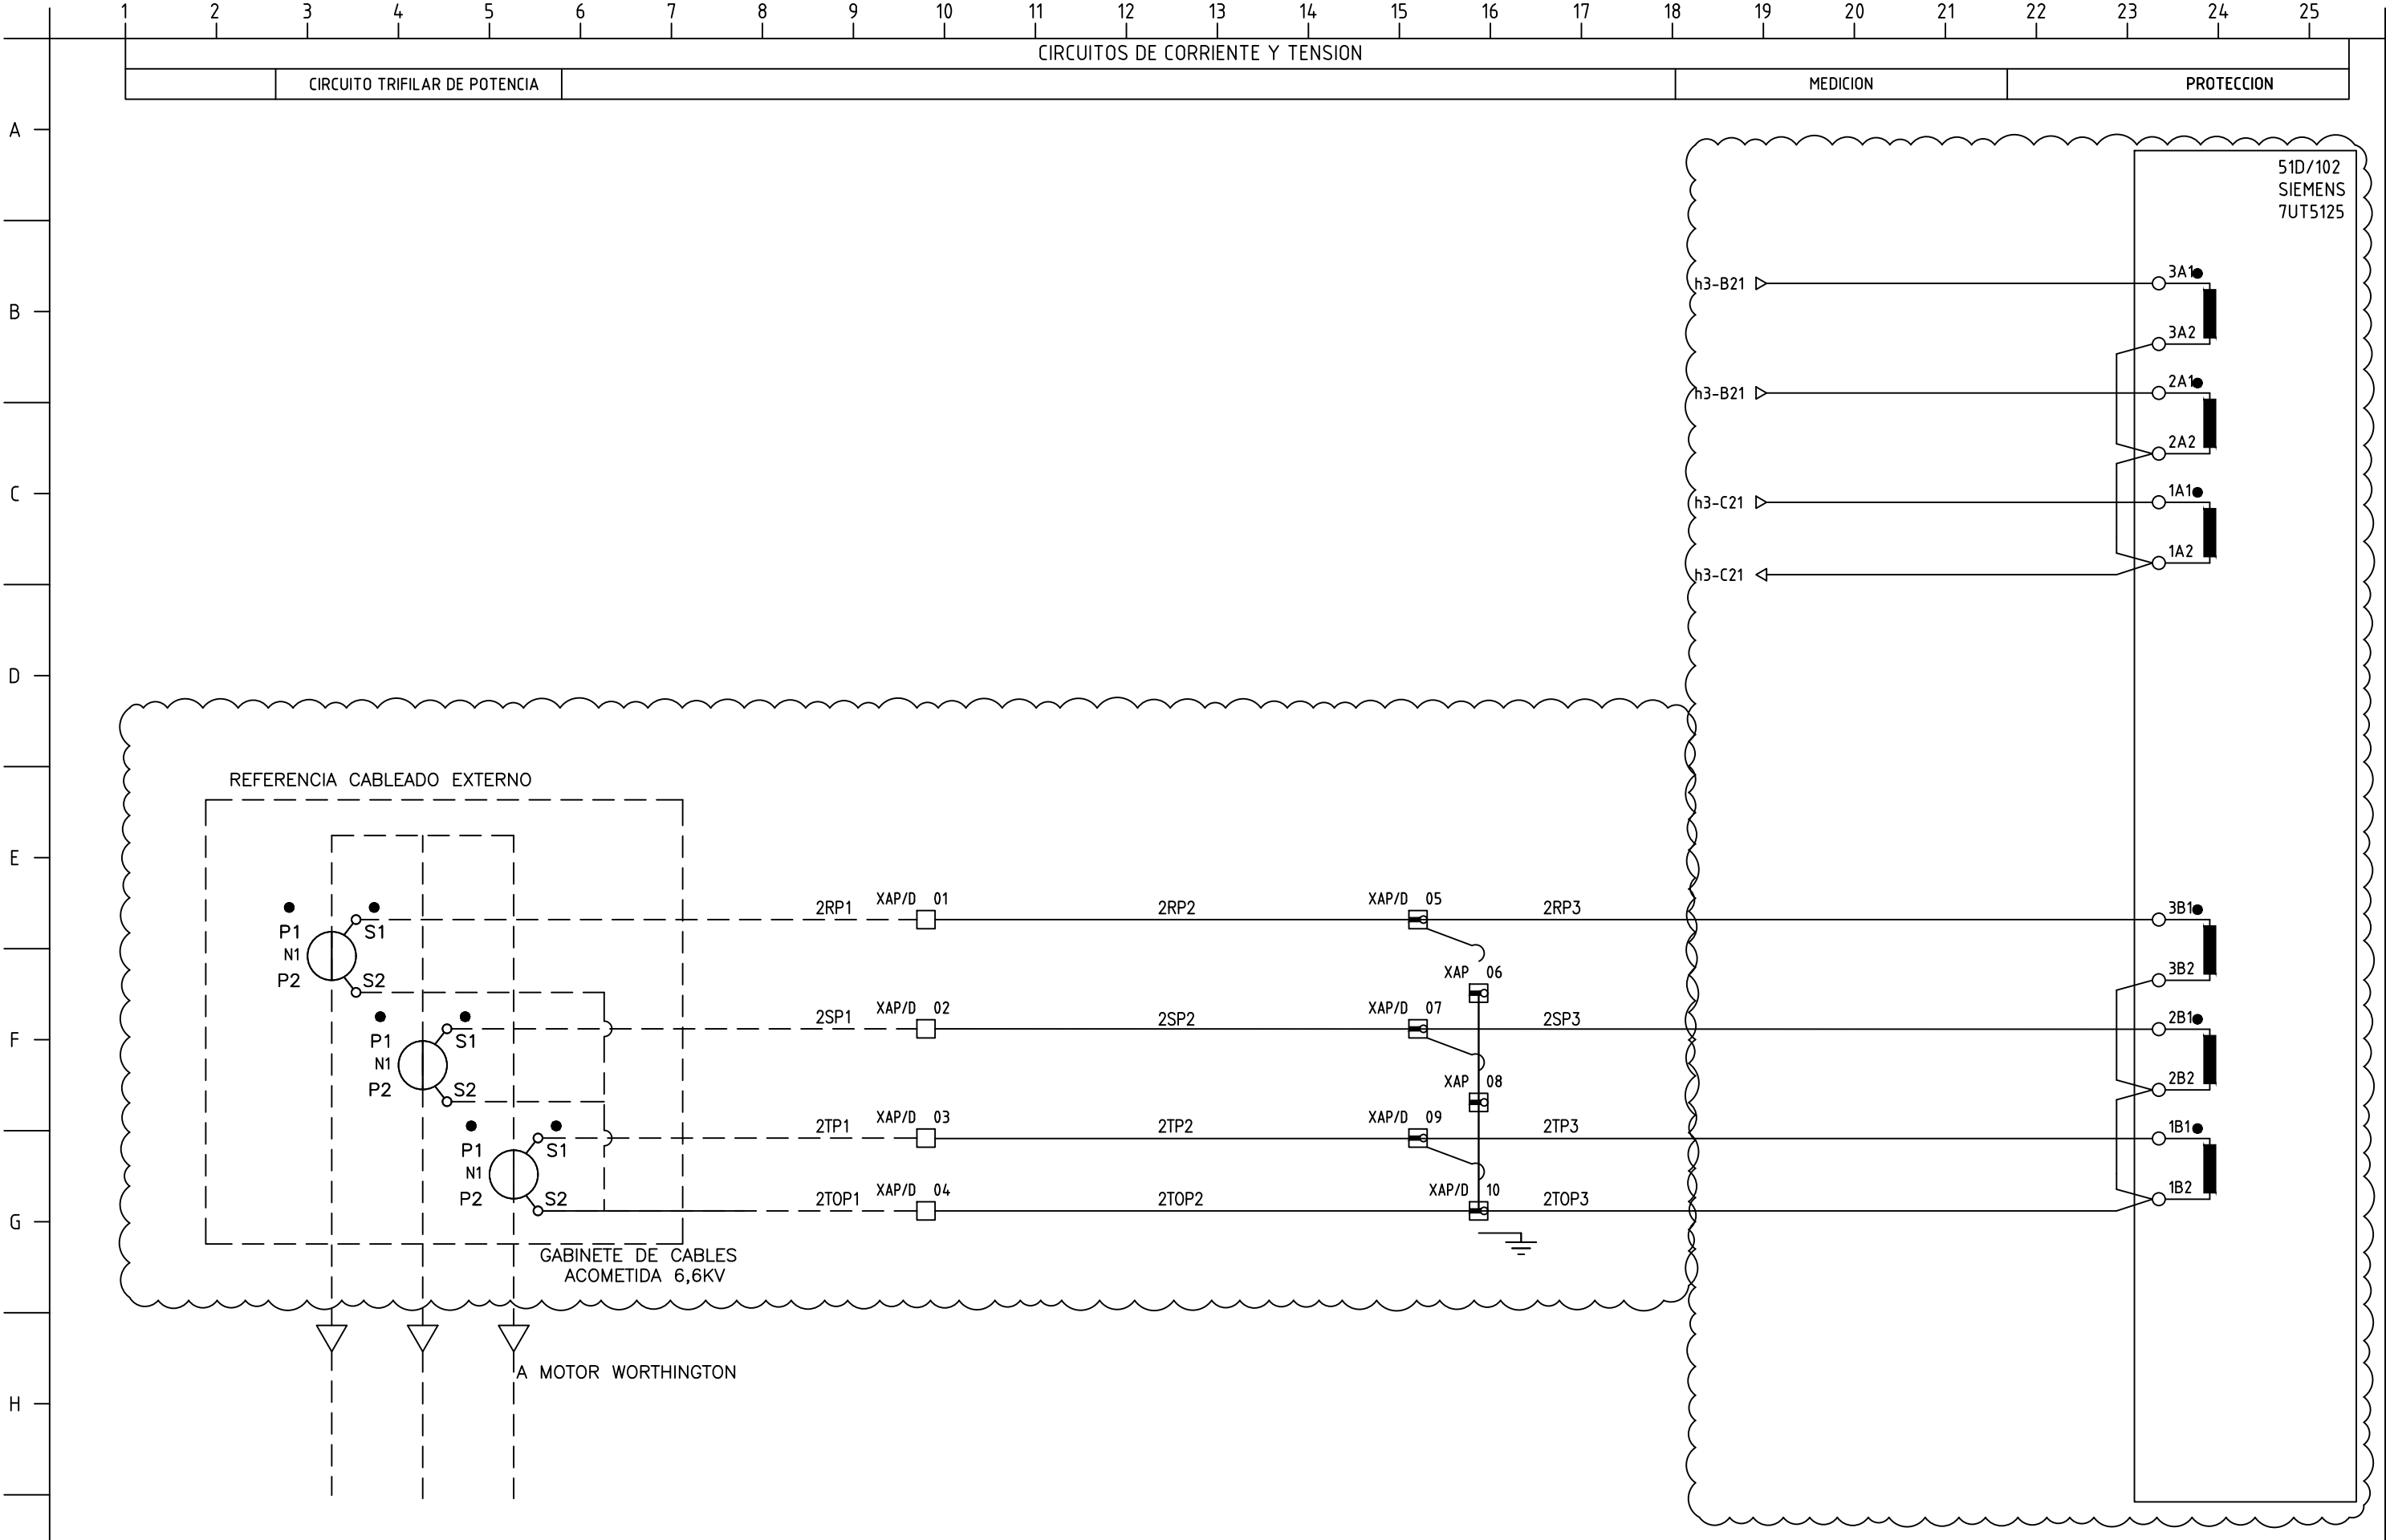 1 2 3 4 5 6 7 8 9 10 11 12 13 14 15 16 17 18 19 20 21 22 23 24 25
CIRCUITOS DE CORRIENTE Y TENSION
CIRCUITO TRIFILAR DE POTENCIA MEDICION PROTECCION
A
51D/102
SIEMENS
7UT5125
3A1
h3-B21
B
3A2
2A1
h3-B21
2A2
C
1A1
h3-C21
1A2
h3-C21
D
REFERENCIA CABLEADO EXTERNO
E
2RP1 XAP/D 01 2RP2 XAP/D 05 2RP3 3B1
P1 S1
N1
P2 S2
XAP 06
3B2
2SP1 XAP/D 02 2SP2 XAP/D 07 2SP3 2B1
F
P1 S1
N1
P2 S2
XAP 08
2B2
2TP1 XAP/D 03 2TP2 XAP/D 09 2TP3 1B1
P1 S1
N1
P2 S2
2TOP1 XAP/D 04 2TOP2 XAP/D 10 2TOP3 1B2
G
GABINETE DE CABLES
ACOMETIDA 6,6KV
A MOTOR WORTHINGTON
H